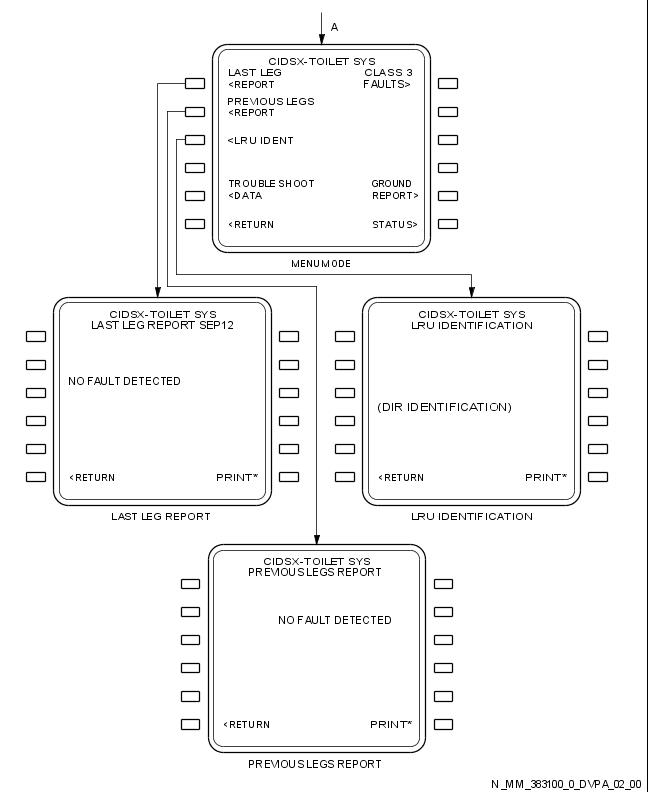 A
CIDSX-TOILET SYS
LAST LEG CLASS 3
<REPORT FAULTS>
PREVIOUS LEGS
<REPORT
<LRU IDENT
TROUBLE SHOOT GROUND
<DATA REPORT>
<RETURN STATUS>
MENU MODE
CIDSX-TOILET SYS
LAST LEG REPORT SEP12
NO FAULT DETECTED
<RETURN PRINT*
LAST LEG REPORT
CIDSX-TOILET SYS
LRU IDENTIFICATION
(DIR IDENTIFICATION)
<RETURN PRINT*
LRU IDENTIFICATION
CIDSX-TOILET SYS
PREVIOUS LEGS REPORT
NO FAULT DETECTED
<RETURN PRINT*
PREVIOUS LEGS REPORT
N_MM_383100_0_DVPA_02_00